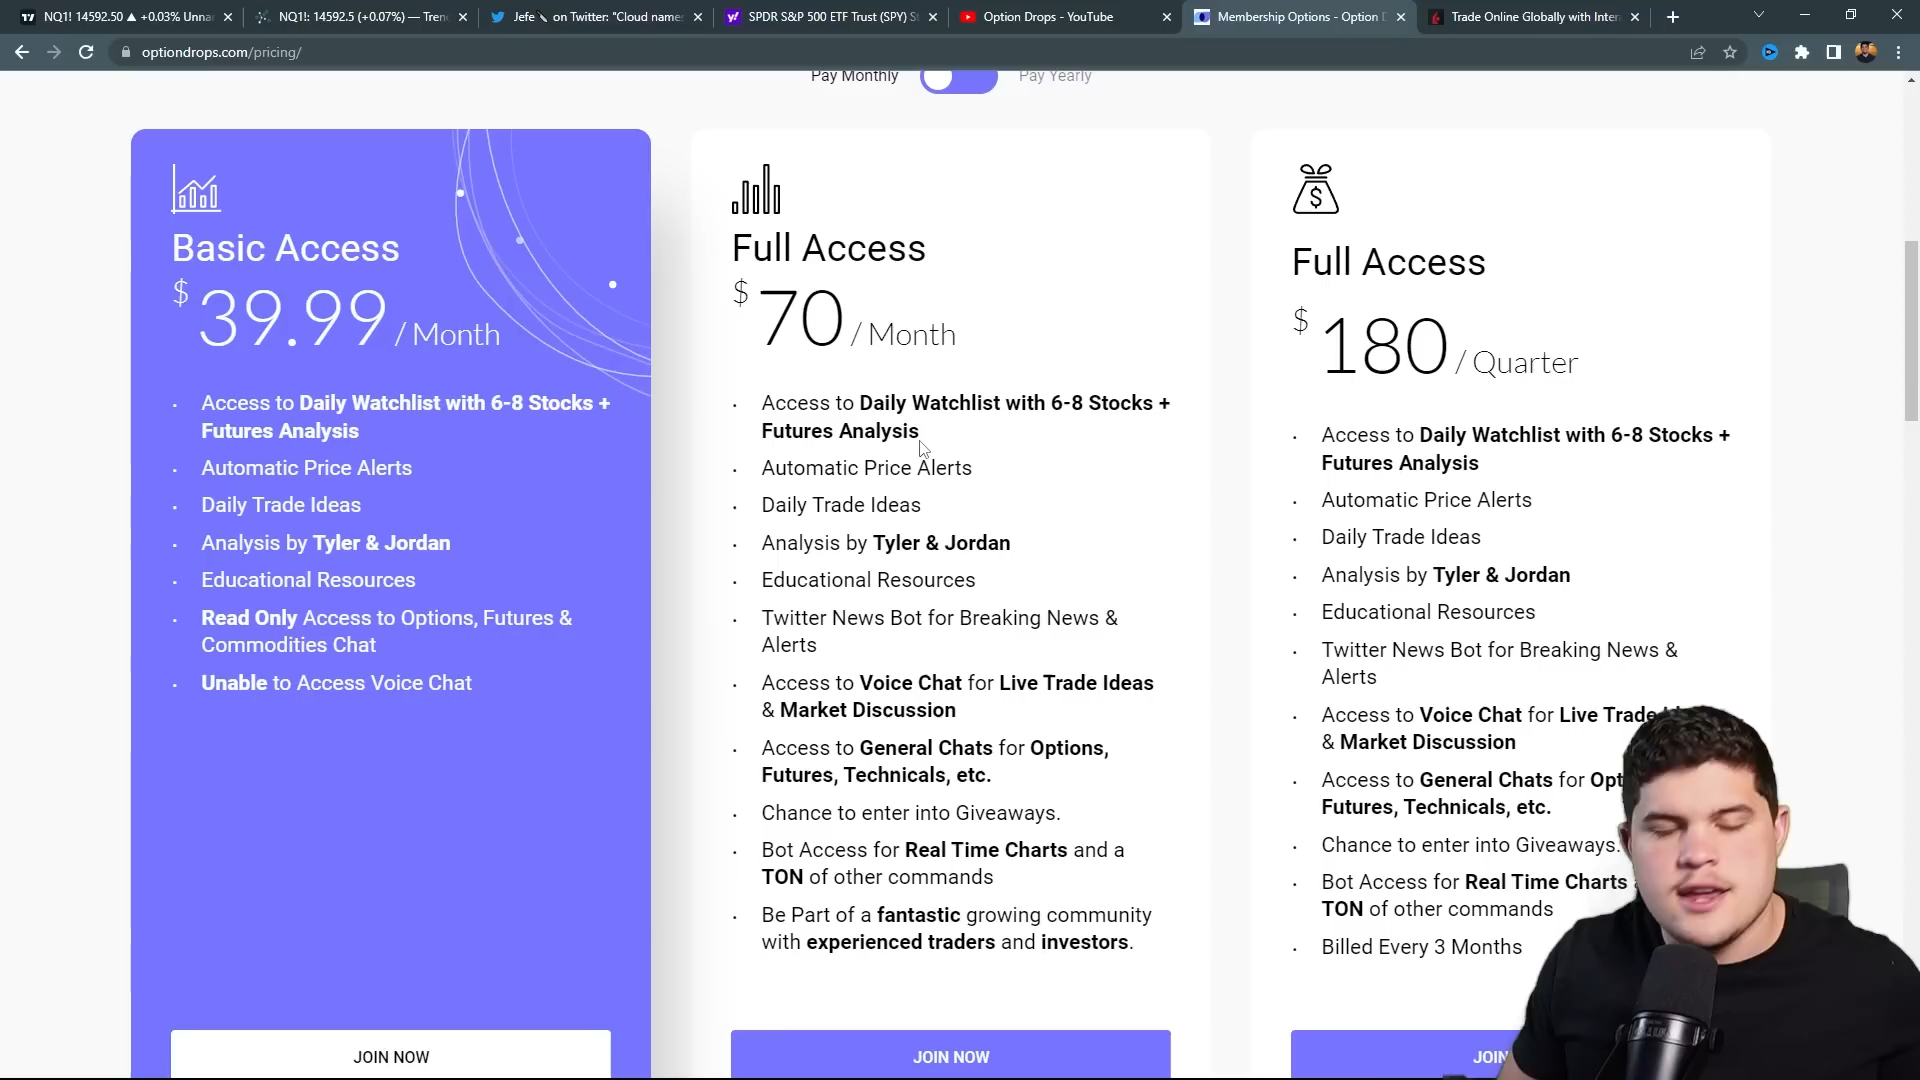 NQ1! 14592.50 ▲ +0.03% Unna
NQ1!: 14592.5 (+0.07%) — Tren
Jefe on Twitter: "Cloud name
SPDR S&P 500 ETF Trust (SPY) S
Option Drops - YouTube
Membership Options - Option D
Trade Online Globally with Inter
optiondrops.com/pricing/
Pay Monthly
Pay Yearly
Basic Access
$ 39.99 / Month
• Access to Daily Watchlist with 6-8 Stocks +
Futures Analysis
• Automatic Price Alerts
• Daily Trade Ideas
• Analysis by Tyler & Jordan
• Educational Resources
• Read Only Access to Options, Futures &
Commodities Chat
• Unable to Access Voice Chat
JOIN NOW
Full Access
$ 70 / Month
• Access to Daily Watchlist with 6-8 Stocks +
Futures Analysis
• Automatic Price Alerts
• Daily Trade Ideas
• Analysis by Tyler & Jordan
• Educational Resources
• Twitter News Bot for Breaking News &
Alerts
• Access to Voice Chat for Live Trade Ideas
& Market Discussion
• Access to General Chats for Options,
Futures, Technicals, etc.
• Chance to enter into Giveaways.
• Bot Access for Real Time Charts and a
TON of other commands
• Be Part of a fantastic growing community
with experienced traders and investors.
JOIN NOW
Full Access
$ 180 / Quarter
• Access to Daily Watchlist with 6-8 Stocks +
Futures Analysis
• Automatic Price Alerts
• Daily Trade Ideas
• Analysis by Tyler & Jordan
• Educational Resources
• Twitter News Bot for Breaking News &
Alerts
• Access to Voice Chat for Live Trade
& Market Discussion
• Access to General Chats for Opt
Futures, Technicals, etc.
• Chance to enter into Giveaways.
• Bot Access for Real Time Charts
TON of other commands
• Billed Every 3 Months
JOIN